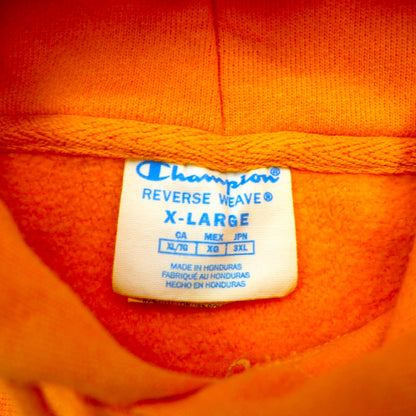 Champion®
REVERSE WEAVE®
X-LARGE
CA MEX JPN
XL/TG XG 3XL
MADE IN HONDURAS
FABRIQUÉ AU HONDURAS
HECHO EN HONDURAS